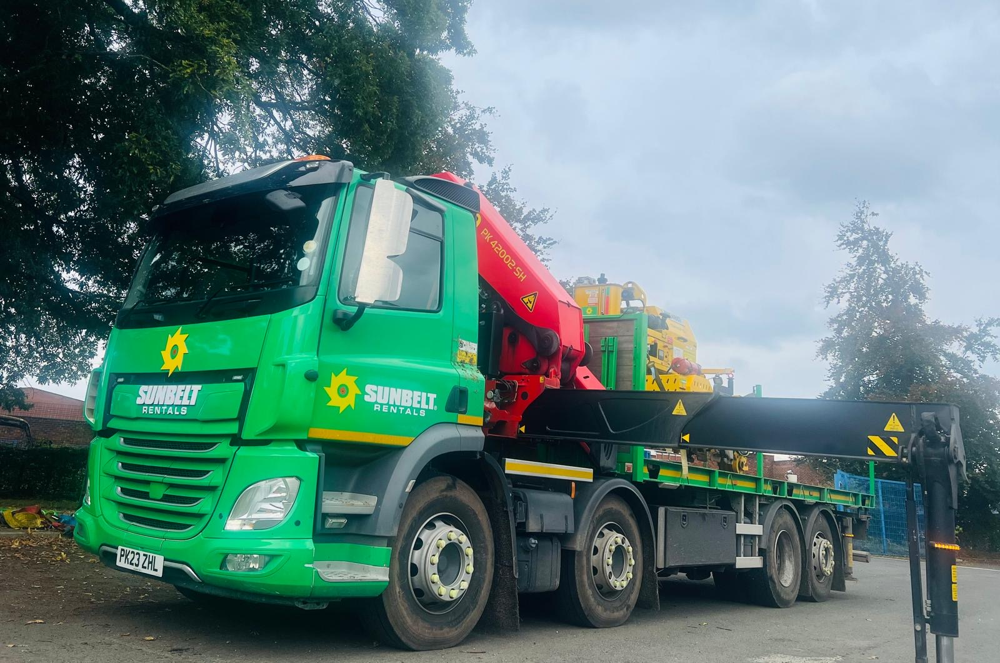 PK 42002-SH
SUNBELT
RENTALS
SUNBELT
RENTALS
PK23 ZHL